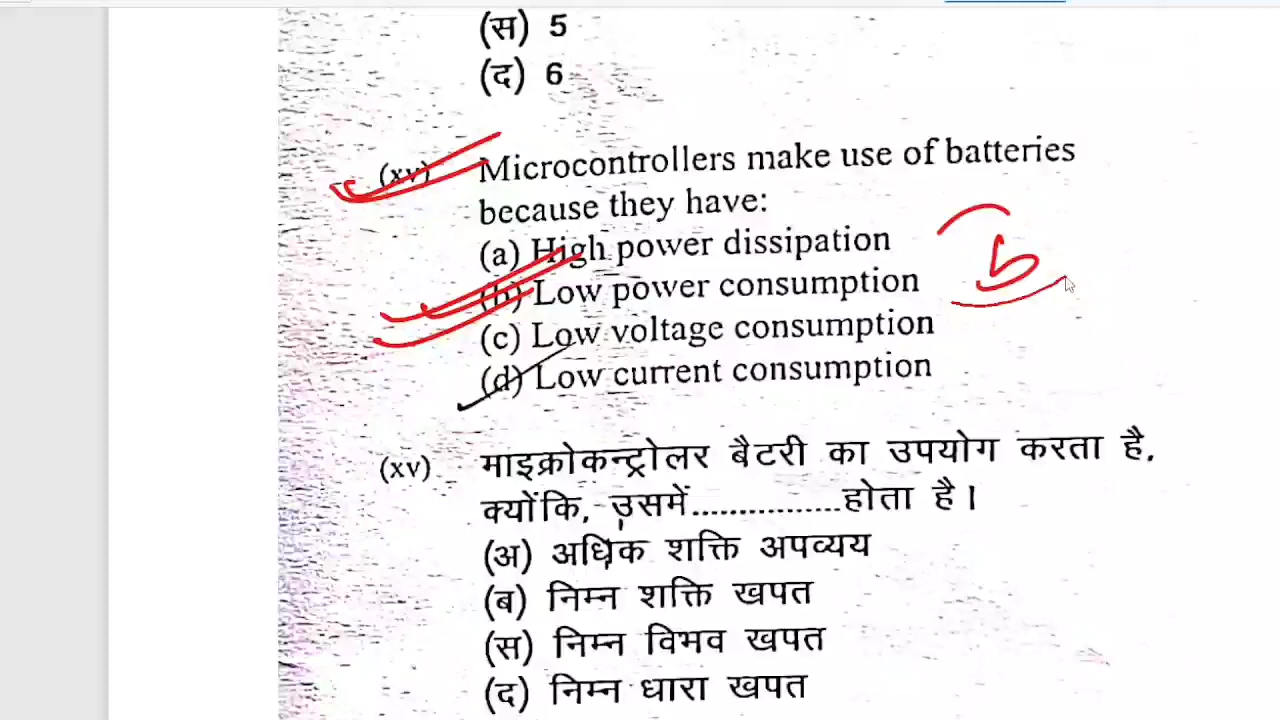 (स) 5
(द) 6
(xv) Microcontrollers make use of batteries
because they have:
(a) High power dissipation
(b) Low power consumption
(c) Low voltage consumption
(d) Low current consumption
b
(xv) माइक्रोकन्ट्रोलर बैटरी का उपयोग करता है,
क्योंकि, उसमें................होता है।
(अ) अधिक शक्ति अपव्यय
(ब) निम्न शक्ति खपत
(स) निम्न विभव खपत
(द) निम्न धारा खपत